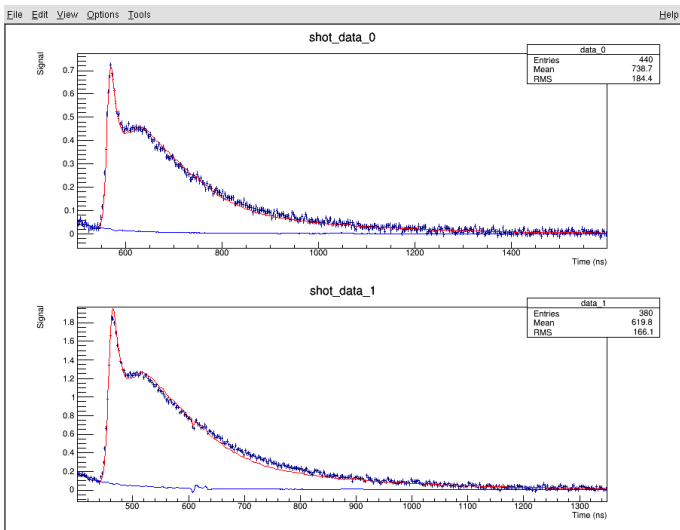 File Edit View Options Tools Help
shot_data_0
data_0
Entries 440
Mean 738.7
RMS 184.4
Signal
0.7
0.6
0.5
0.4
0.3
0.2
0.1
0
600 800 1000 1200 1400
Time (ns)
shot_data_1
data_1
Entries 380
Mean 619.8
RMS 166.1
Signal
1.8
1.6
1.4
1.2
1
0.8
0.6
0.4
0.2
0
500 600 700 800 900 1000 1100 1200 1300
Time (ns)